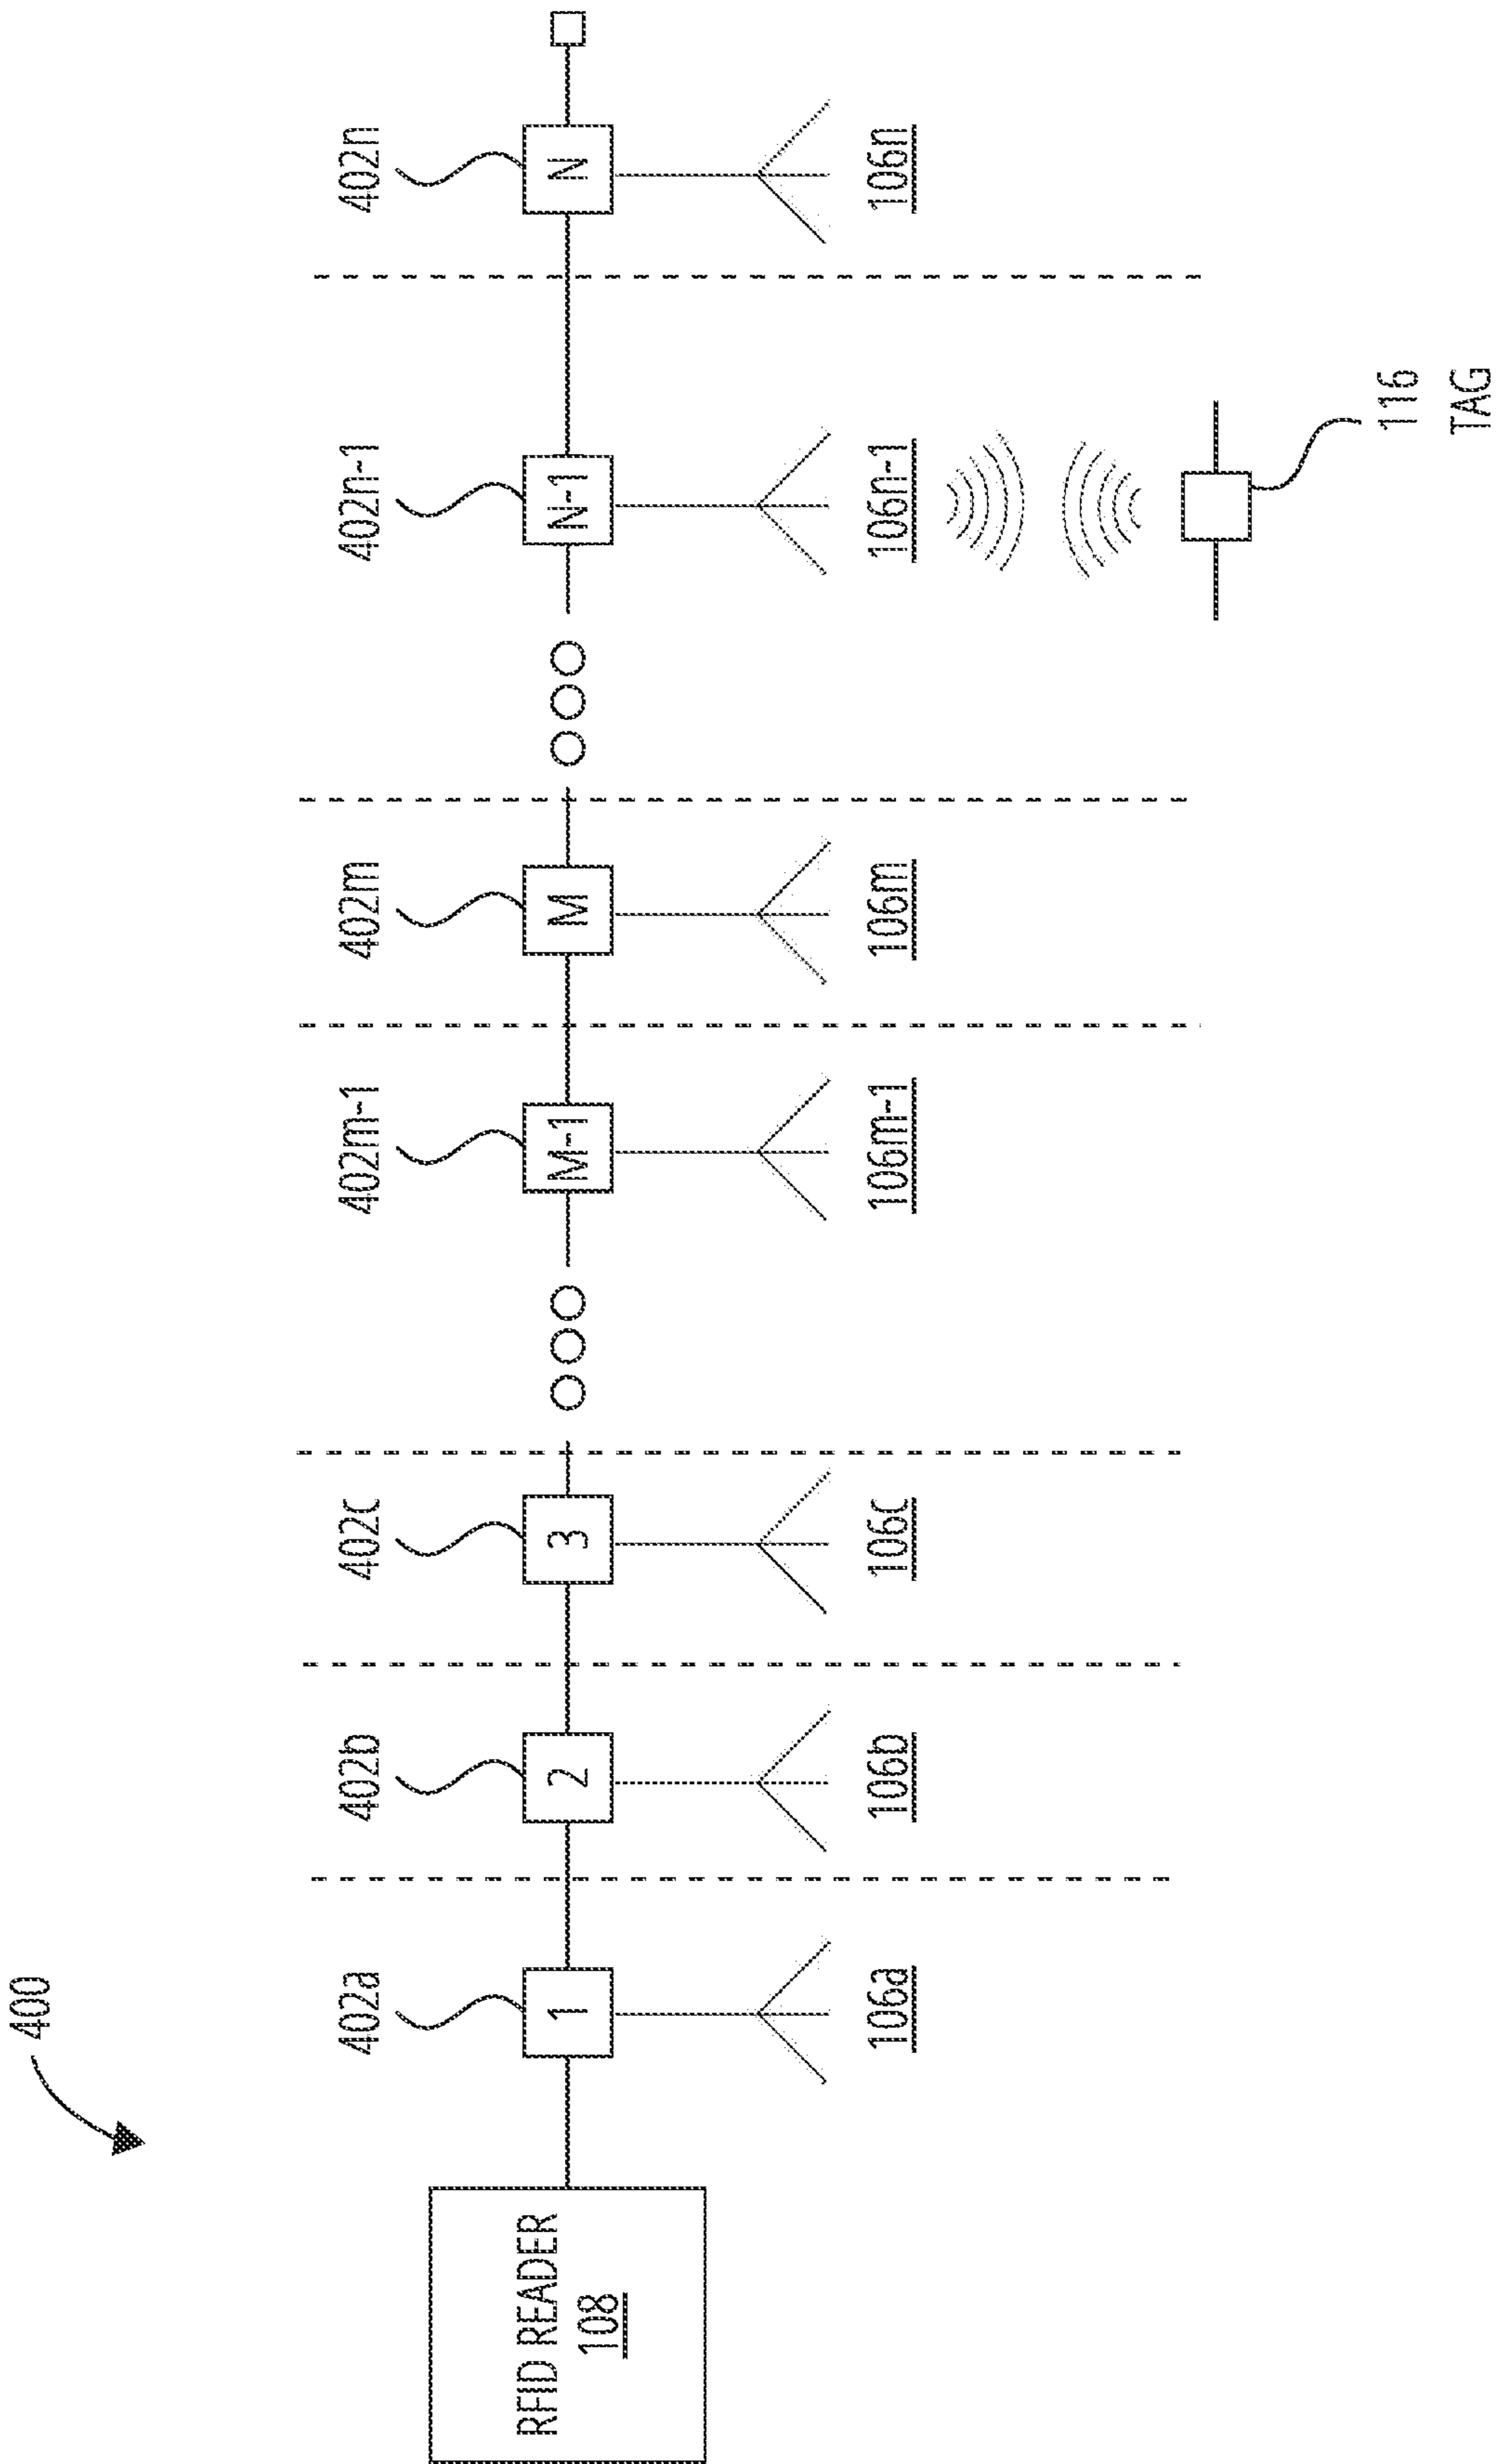 400
402a
402b
402c
402m-1
402m
402n-1
402n
RFID READER
108
1
2
3
M-1
M
N-1
N
106a
106b
106c
106m-1
106m
106n-1
106n
116
TAG